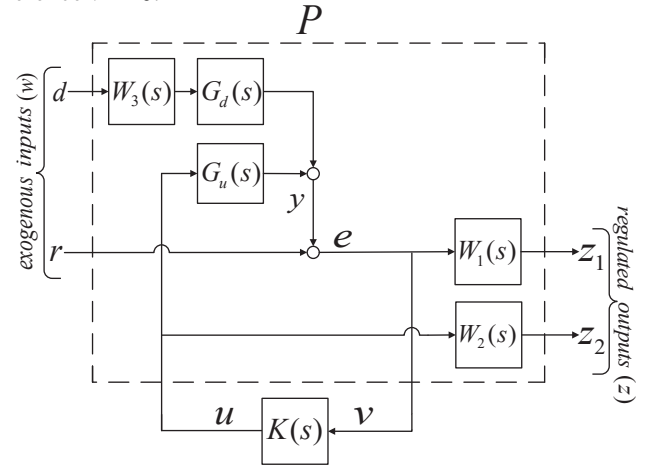 P
exogenous inputs (w)
d
W_3(s)
G_d(s)
G_u(s)
y
r
e
W_1(s)
z_1
W_2(s)
z_2
regulated outputs (z)
u
K(s)
v